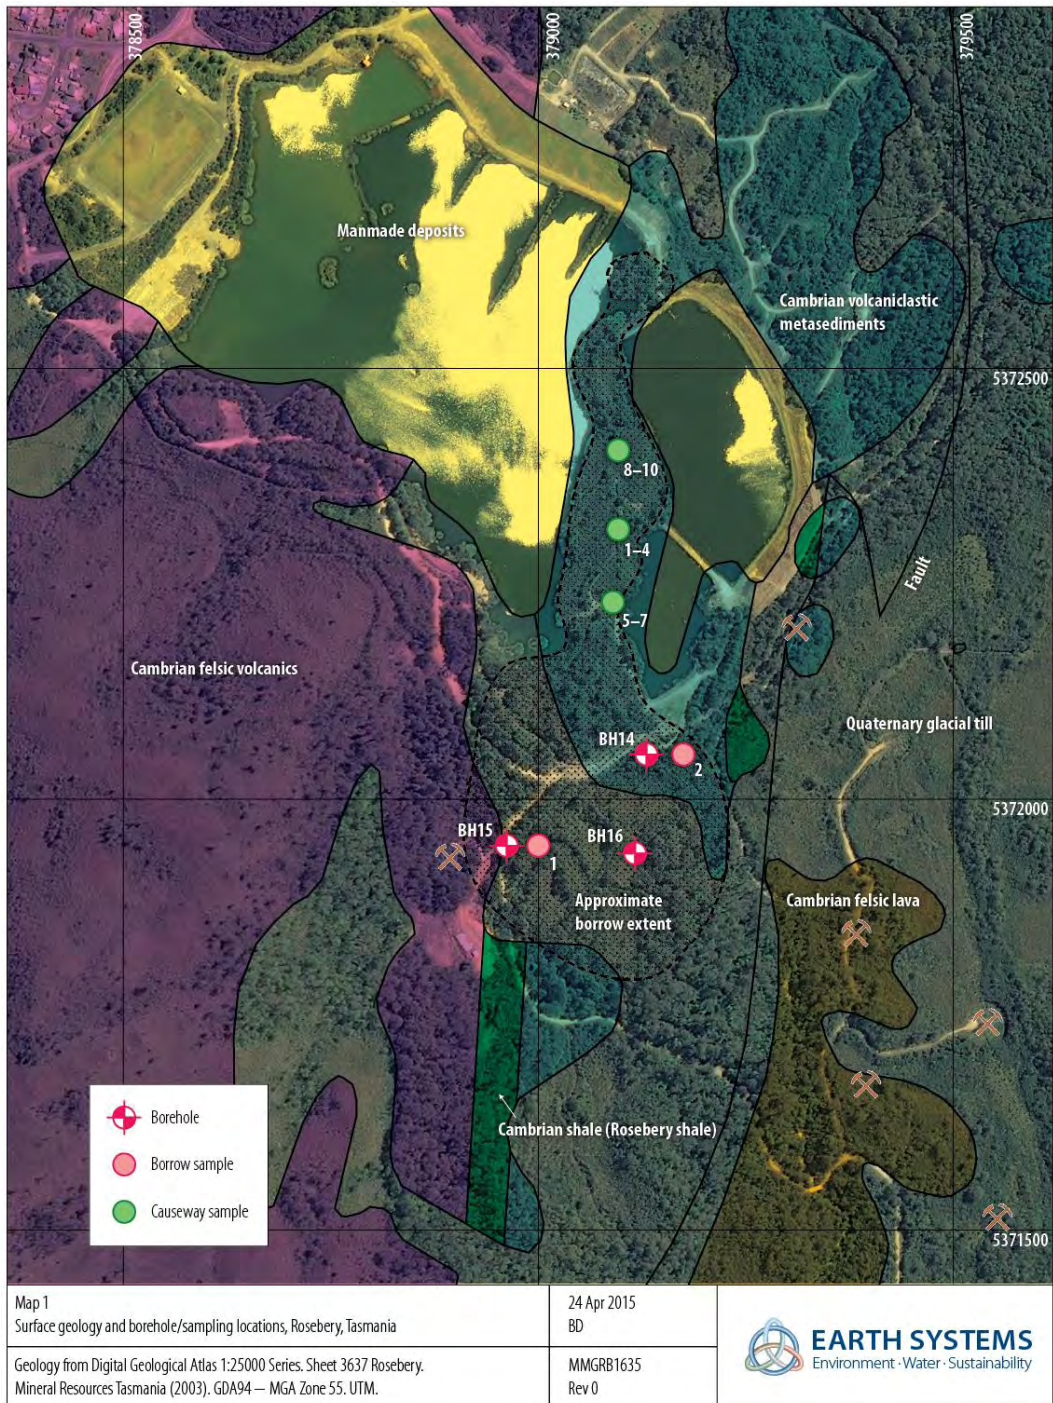 378500
379000
379500
Manmade deposits
Cambrian volcaniclastic
metasediments
5372500
8–10
1–4
Fault
5–7
Cambrian felsic volcanics
Quaternary glacial till
BH14
2
5372000
BH15
BH16
1
Approximate
borrow extent
Cambrian felsic lava
Borehole
Cambrian shale (Rosebery shale)
Borrow sample
Causeway sample
5371500
Map 1
Surface geology and borehole/sampling locations, Rosebery, Tasmania
24 Apr 2015
BD
Geology from Digital Geological Atlas 1:25000 Series. Sheet 3637 Rosebery.
Mineral Resources Tasmania (2003). GDA94 — MGA Zone 55. UTM.
MMGRB1635
Rev 0
EARTH SYSTEMS
Environment · Water · Sustainability